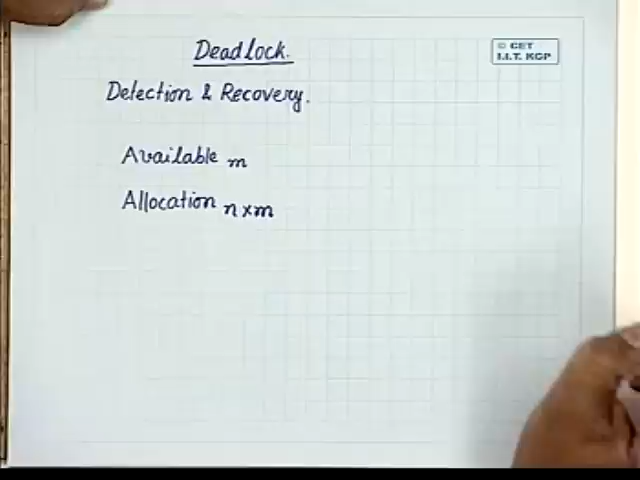 Deadlock.
© CET
I.I.T. KGP
Detection & Recovery.
Available m
Allocation n×m